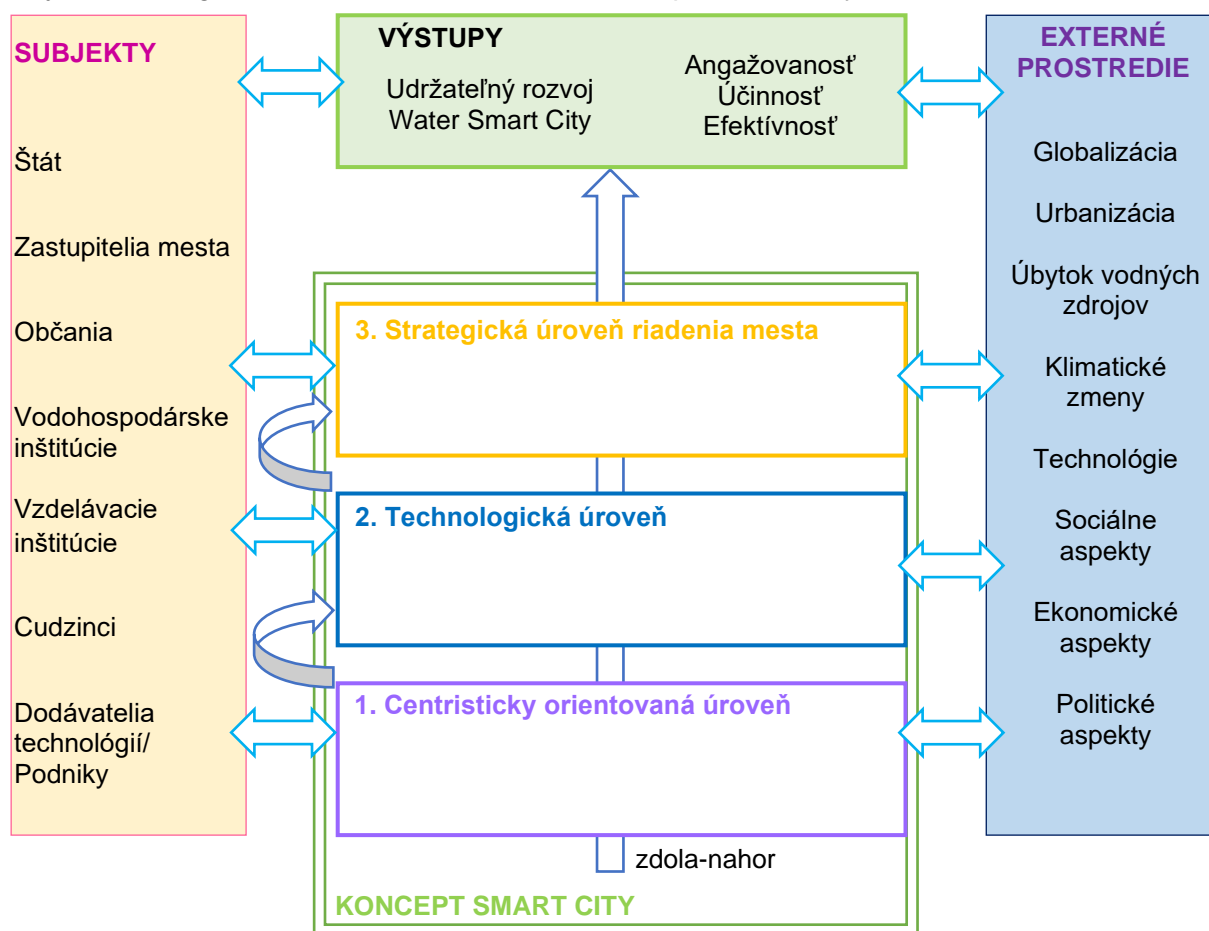 SUBJEKTY
Štát
Zastupitelia mesta
Občania
Vodohospodárske
inštitúcie
Vzdelávacie
inštitúcie
Cudzinci
Dodávatelia
technológií/
Podniky
VÝSTUPY
Udržateľný rozvoj
Water Smart City
Angažovanosť
Účinnosť
Efektívnosť
3. Strategická úroveň riadenia mesta
2. Technologická úroveň
1. Centristicky orientovaná úroveň
zdola-nahor
KONCEPT SMART CITY
EXTERNÉ
PROSTREDIE
Globalizácia
Urbanizácia
Úbytok vodných
zdrojov
Klimatické
zmeny
Technológie
Sociálne
aspekty
Ekonomické
aspekty
Politické
aspekty